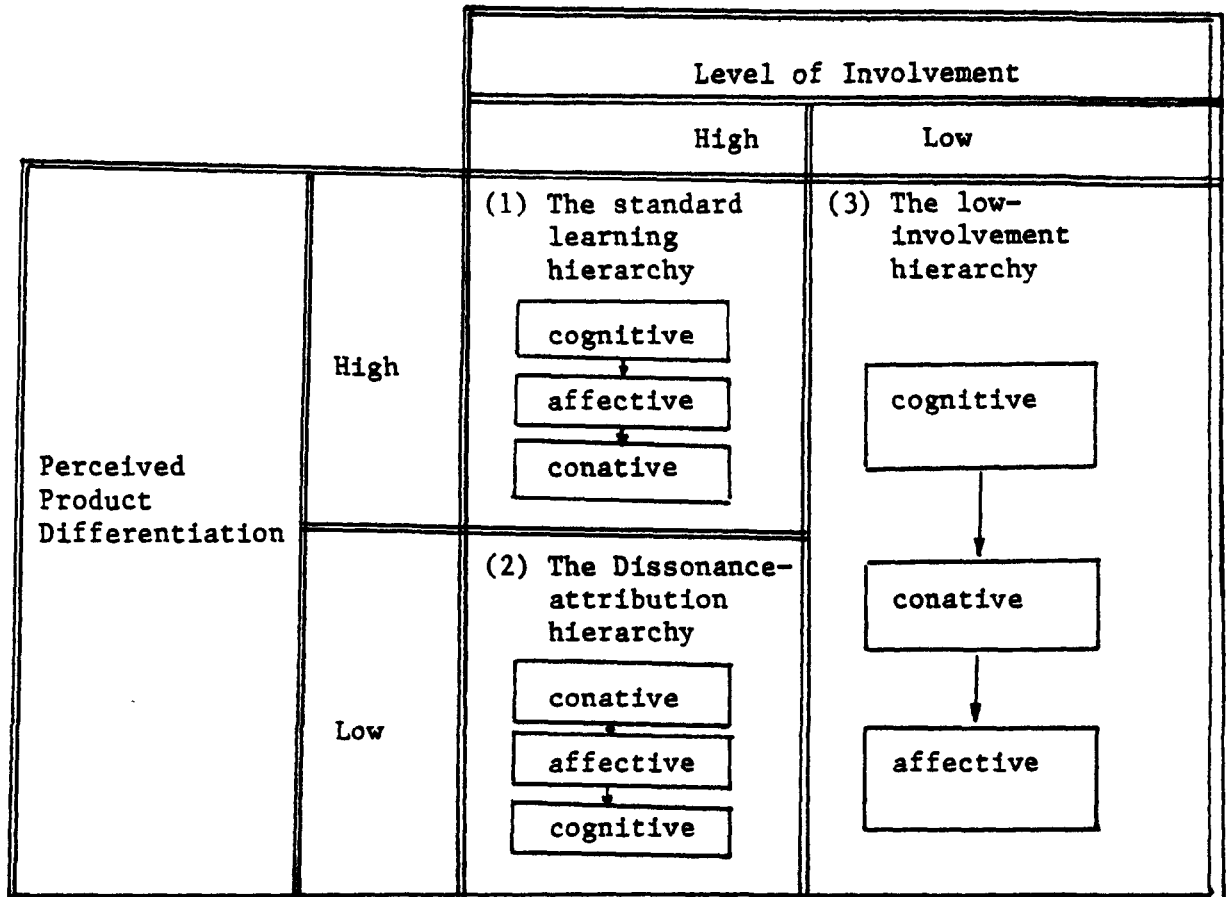 Level of Involvement
High
Low
Perceived
Product
Differentiation
High
(1) The standard
learning
hierarchy
cognitive
affective
conative
(3) The low-
involvement
hierarchy
cognitive
conative
affective
Low
(2) The Dissonance-
attribution
hierarchy
conative
affective
cognitive